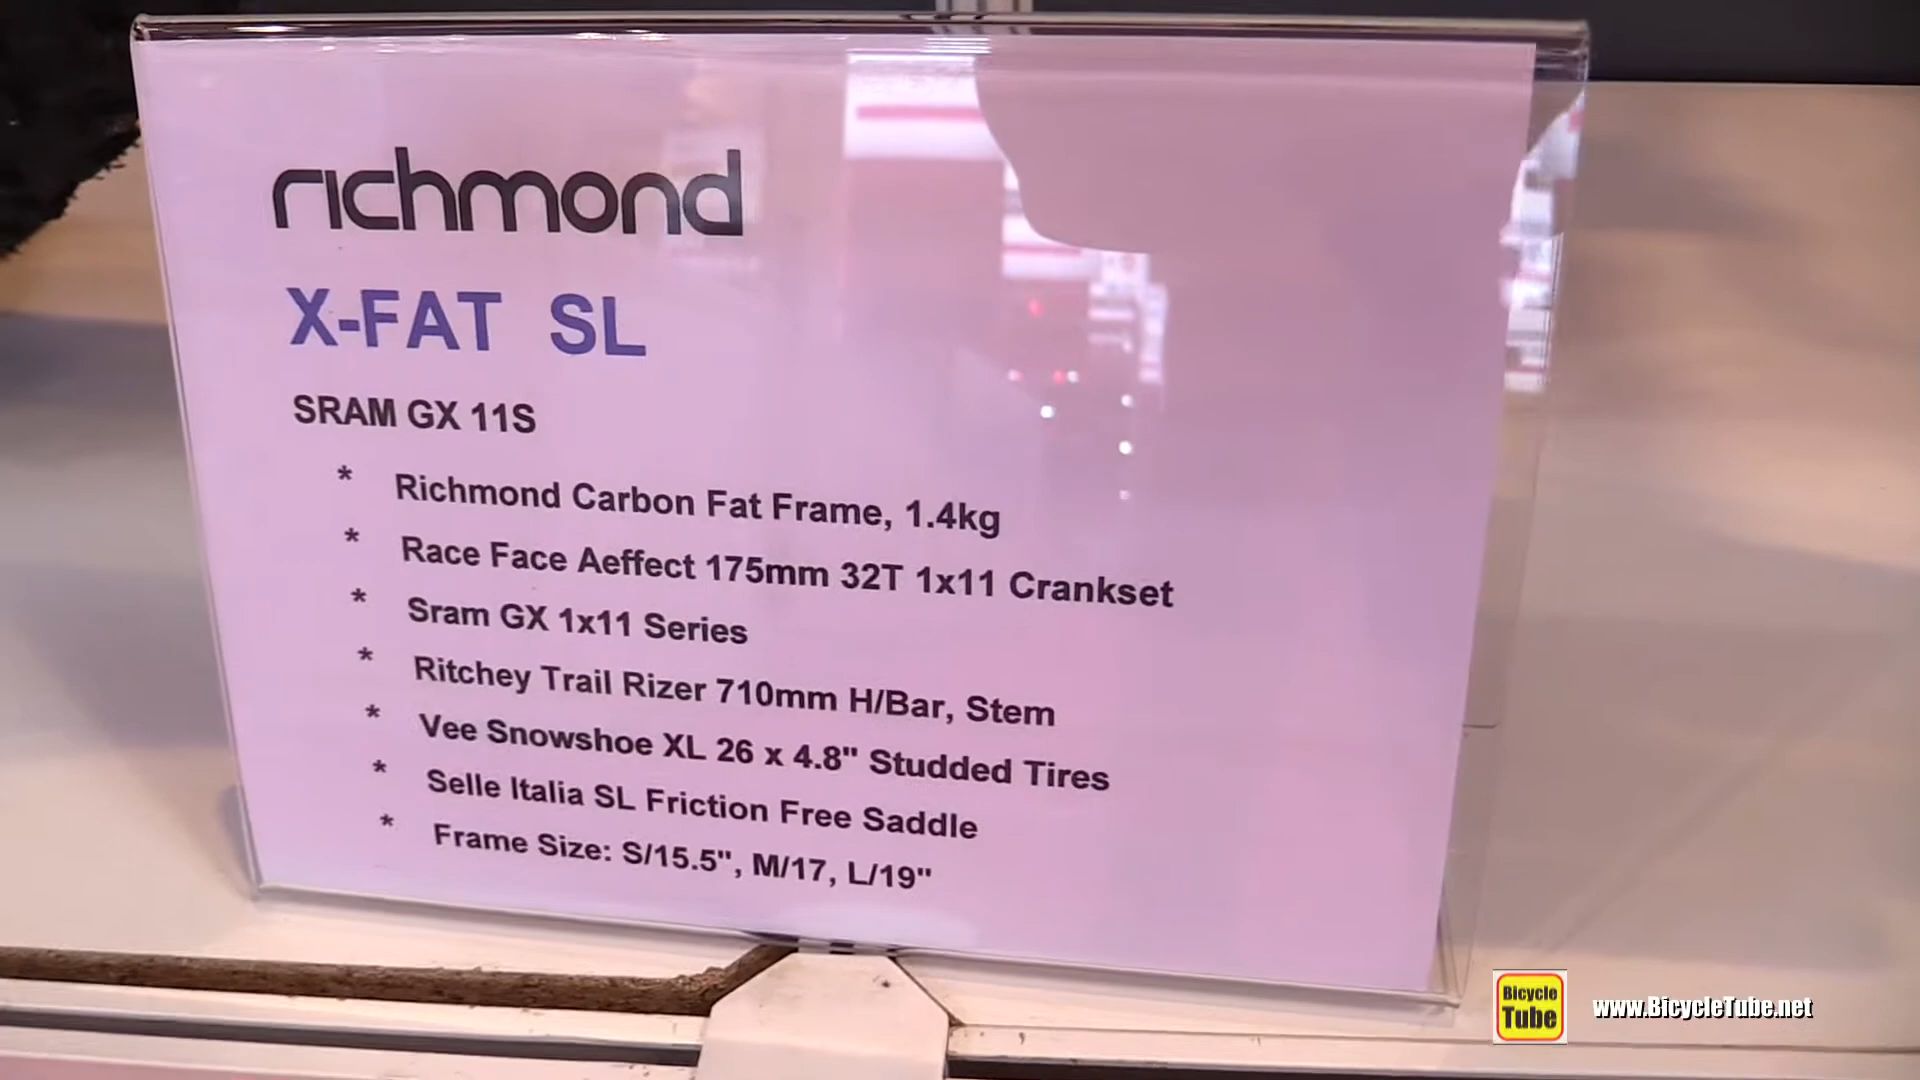 richmond
X-FAT SL
SRAM GX 11S
* Richmond Carbon Fat Frame, 1.4kg
* Race Face Aeffect 175mm 32T 1x11 Crankset
* Sram GX 1x11 Series
* Ritchey Trail Rizer 710mm H/Bar, Stem
* Vee Snowshoe XL 26 x 4.8" Studded Tires
* Selle Italia SL Friction Free Saddle
* Frame Size: S/15.5", M/17, L/19"
Bicycle
Tube
www.BicycleTube.net